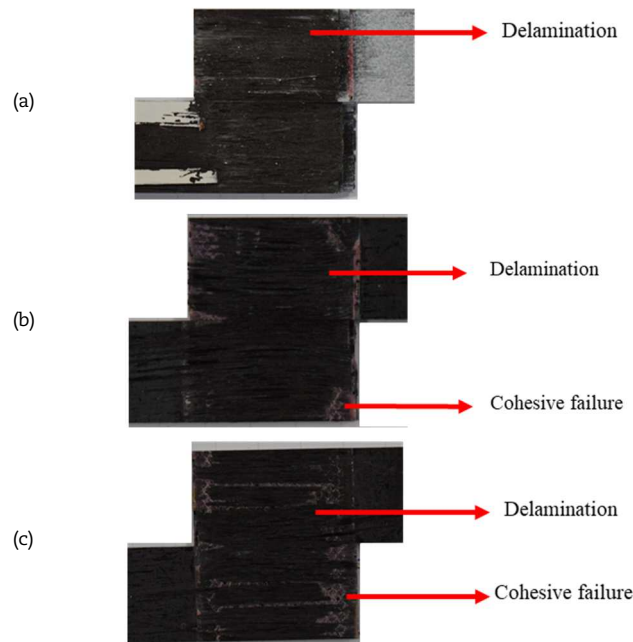 Delamination
(a)
Delamination
(b)
Cohesive failure
Delamination
(c)
Cohesive failure